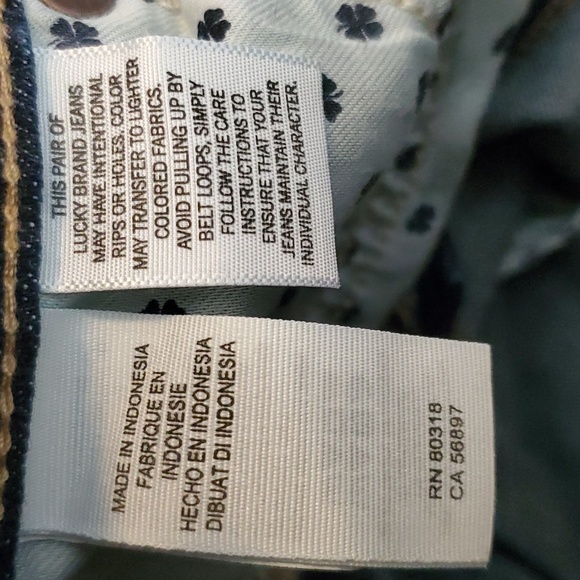 THIS PAIR OF
LUCKY BRAND JEANS
MAY HAVE INTENTIONAL
RIPS OR HOLES. COLOR
MAY TRANSFER TO LIGHTER
COLORED FABRICS.
AVOID PULLING UP BY
BELT LOOPS, SIMPLY
FOLLOW THE CARE
INSTRUCTIONS TO
ENSURE THAT YOUR
JEANS MAINTAIN THEIR
INDIVIDUAL CHARACTER.
MADE IN INDONESIA
FABRIQUE EN
INDONESIE
HECHO EN INDONESIA
DIBUAT DI INDONESIA
RN 80318
CA 56897